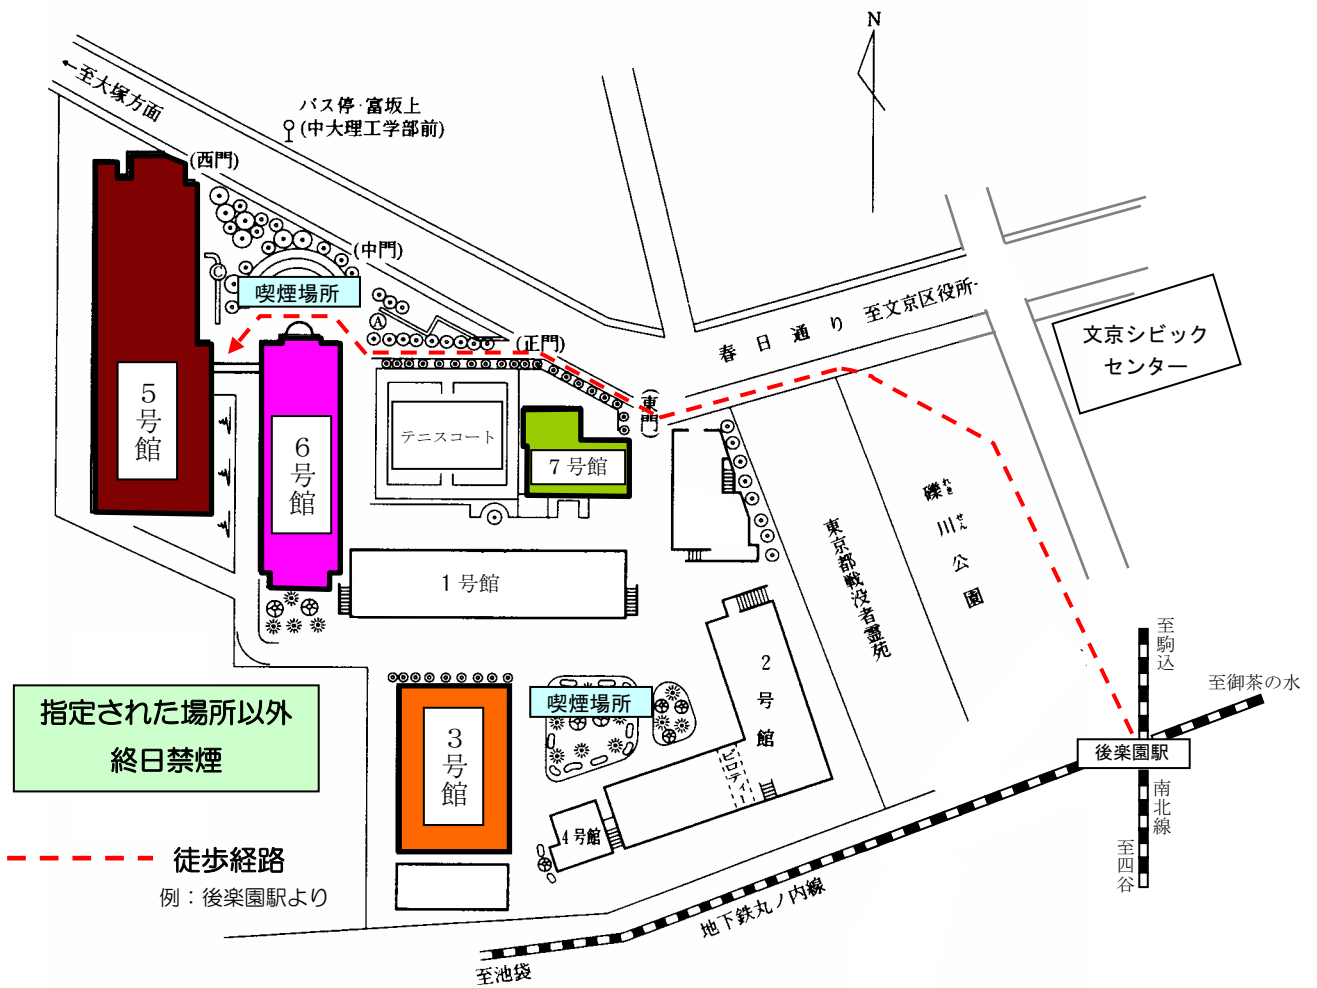 N
←至大塚方面
バス停・富坂上
(中大理工学部前)
(西門)
(中門)
C
喫煙場所
A
(正門)
(東門)
春日通り
至文京区役所
文京シビック
センター
5号館
6号館
テニスコート
7号館
1号館
東京都戦没者霊苑
礫川公園
れき
せん
2号館
ピロティー
3号館
喫煙場所
4号館
指定された場所以外
終日禁煙
至駒込
至御茶の水
後楽園駅
南北線
至四谷
徒歩経路
例：後楽園駅より
地下鉄丸ノ内線
至池袋